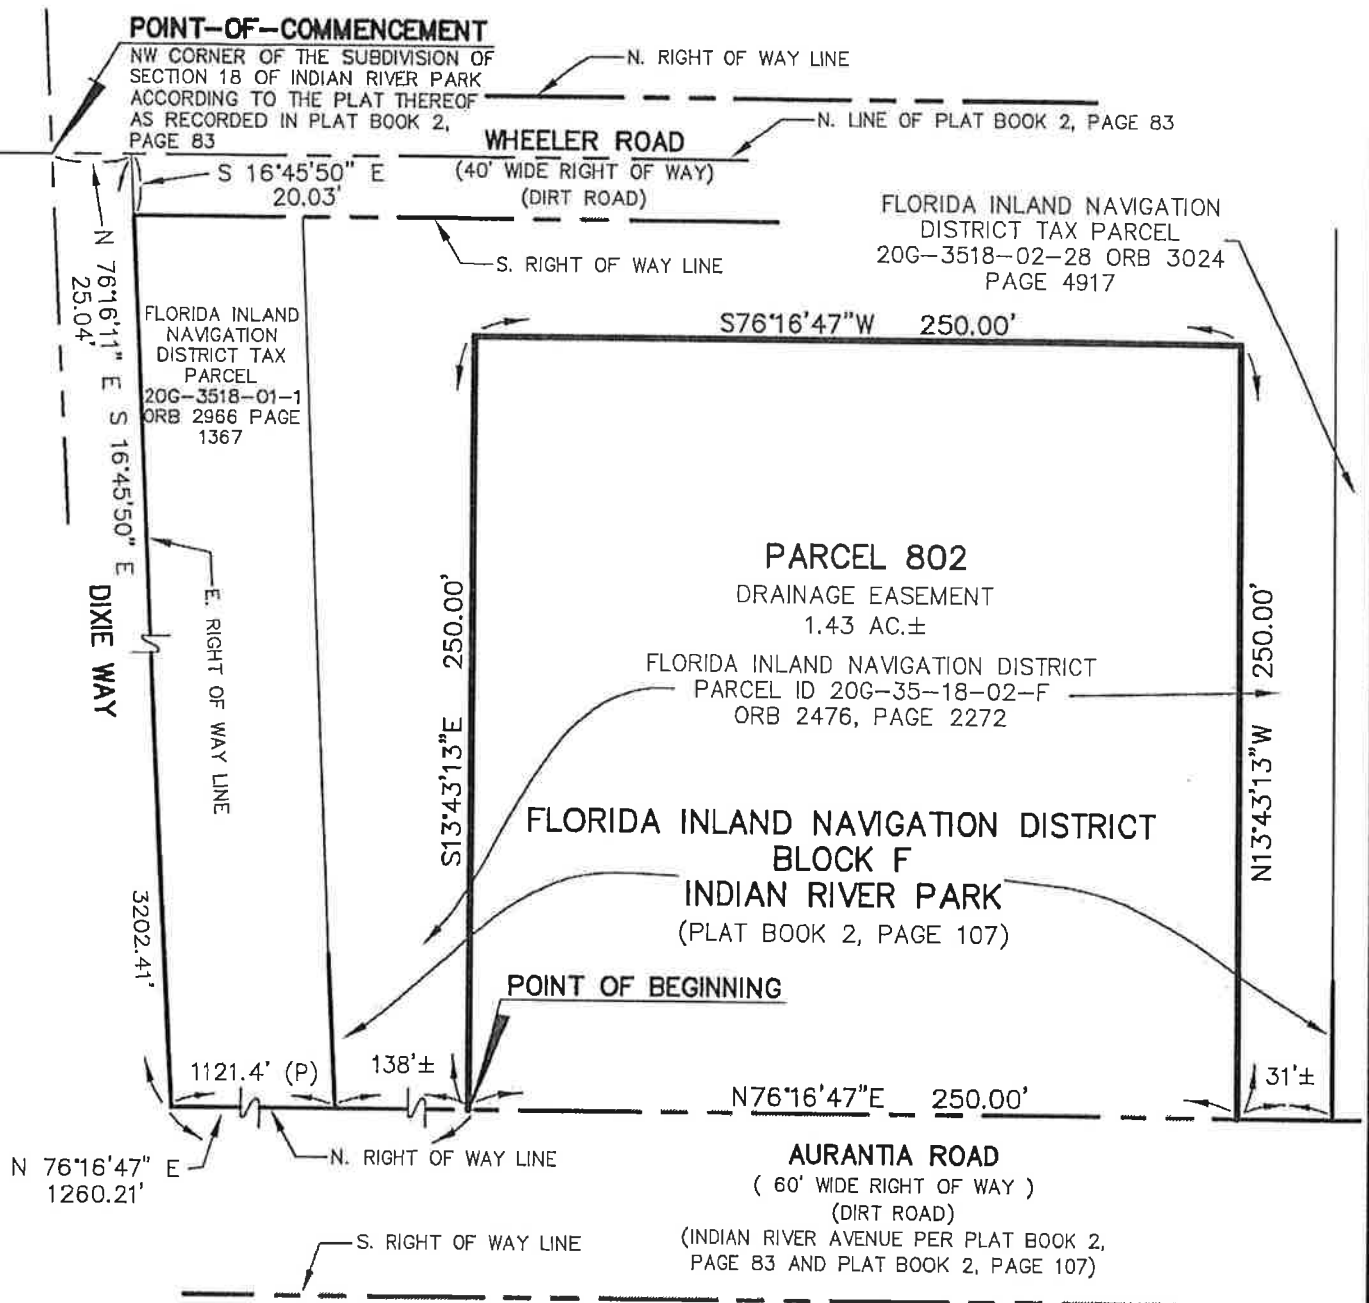 POINT-OF-COMMENCEMENT
NW CORNER OF THE SUBDIVISION OF
SECTION 18 OF INDIAN RIVER PARK
ACCORDING TO THE PLAT THEREOF
AS RECORDED IN PLAT BOOK 2,
PAGE 83
N. RIGHT OF WAY LINE
N. LINE OF PLAT BOOK 2, PAGE 83
WHEELER ROAD
(40' WIDE RIGHT OF WAY)
(DIRT ROAD)
S 16°45'50" E
20.03'
S. RIGHT OF WAY LINE
FLORIDA INLAND NAVIGATION
DISTRICT TAX PARCEL
20G-3518-02-28 ORB 3024
PAGE 4917
N 76°16'11" E
25.04'
S 16°45'50" E
FLORIDA INLAND
NAVIGATION
DISTRICT TAX
PARCEL
20G-3518-01-1
ORB 2966 PAGE
1367
S76°16'47"W 250.00'
DIXIE WAY
E. RIGHT OF WAY LINE
3202.41'
S13°43'13"E 250.00'
PARCEL 802
DRAINAGE EASEMENT
1.43 AC.±
FLORIDA INLAND NAVIGATION DISTRICT
PARCEL ID 20G-35-18-02-F
ORB 2476, PAGE 2272
N13°43'13"W 250.00'
FLORIDA INLAND NAVIGATION DISTRICT
BLOCK F
INDIAN RIVER PARK
(PLAT BOOK 2, PAGE 107)
POINT OF BEGINNING
1121.4' (P)
138'±
N76°16'47"E 250.00'
31'±
N 76°16'47" E
1260.21'
N. RIGHT OF WAY LINE
AURANTIA ROAD
( 60' WIDE RIGHT OF WAY )
(DIRT ROAD)
(INDIAN RIVER AVENUE PER PLAT BOOK 2,
PAGE 83 AND PLAT BOOK 2, PAGE 107)
S. RIGHT OF WAY LINE